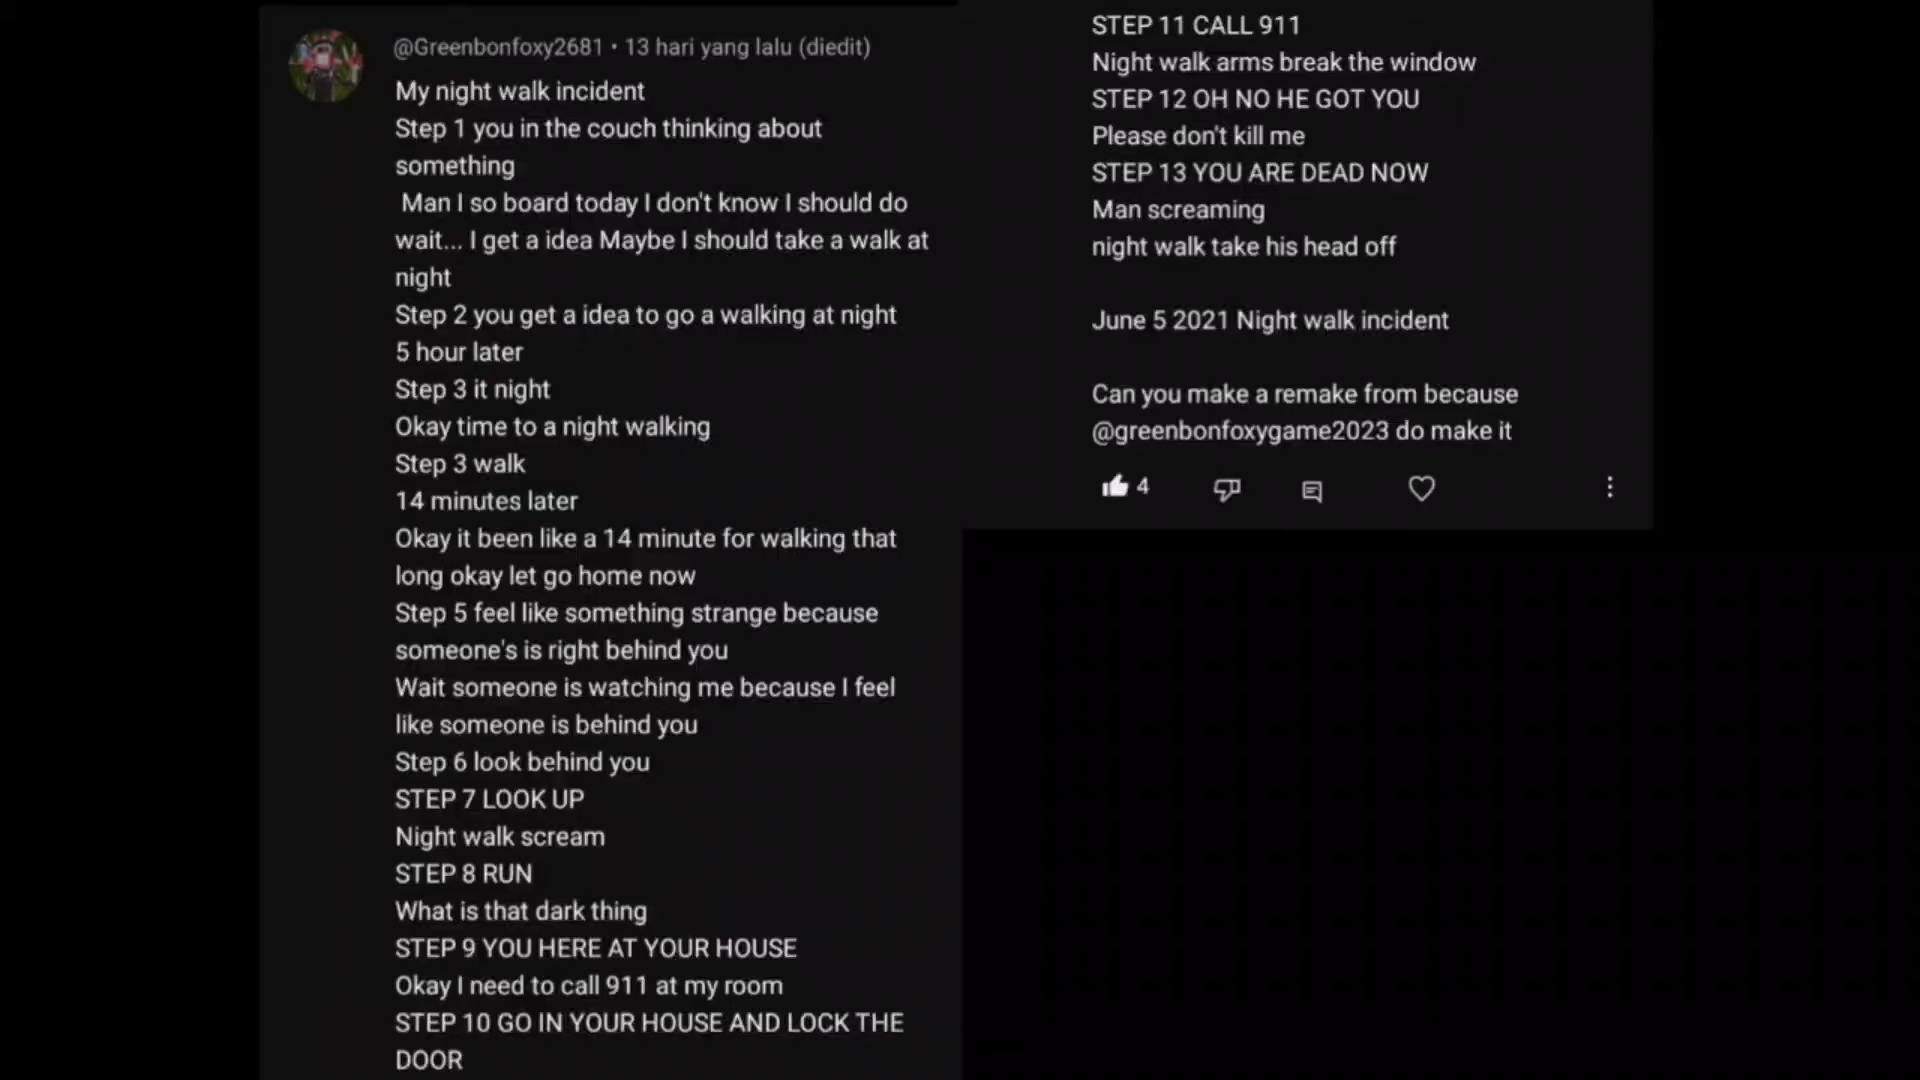 @Greenbonfoxy2681 • 13 hari yang lalu (diedit)
My night walk incident
Step 1 you in the couch thinking about
something
Man I so board today I don't know I should do
wait... I get a idea Maybe I should take a walk at
night
Step 2 you get a idea to go a walking at night
5 hour later
Step 3 it night
Okay time to a night walking
Step 3 walk
14 minutes later
Okay it been like a 14 minute for walking that
long okay let go home now
Step 5 feel like something strange because
someone's is right behind you
Wait someone is watching me because I feel
like someone is behind you
Step 6 look behind you
STEP 7 LOOK UP
Night walk scream
STEP 8 RUN
What is that dark thing
STEP 9 YOU HERE AT YOUR HOUSE
Okay I need to call 911 at my room
STEP 10 GO IN YOUR HOUSE AND LOCK THE
DOOR
STEP 11 CALL 911
Night walk arms break the window
STEP 12 OH NO HE GOT YOU
Please don't kill me
STEP 13 YOU ARE DEAD NOW
Man screaming
night walk take his head off
June 5 2021 Night walk incident
Can you make a remake from because
@greenbonfoxygame2023 do make it
4